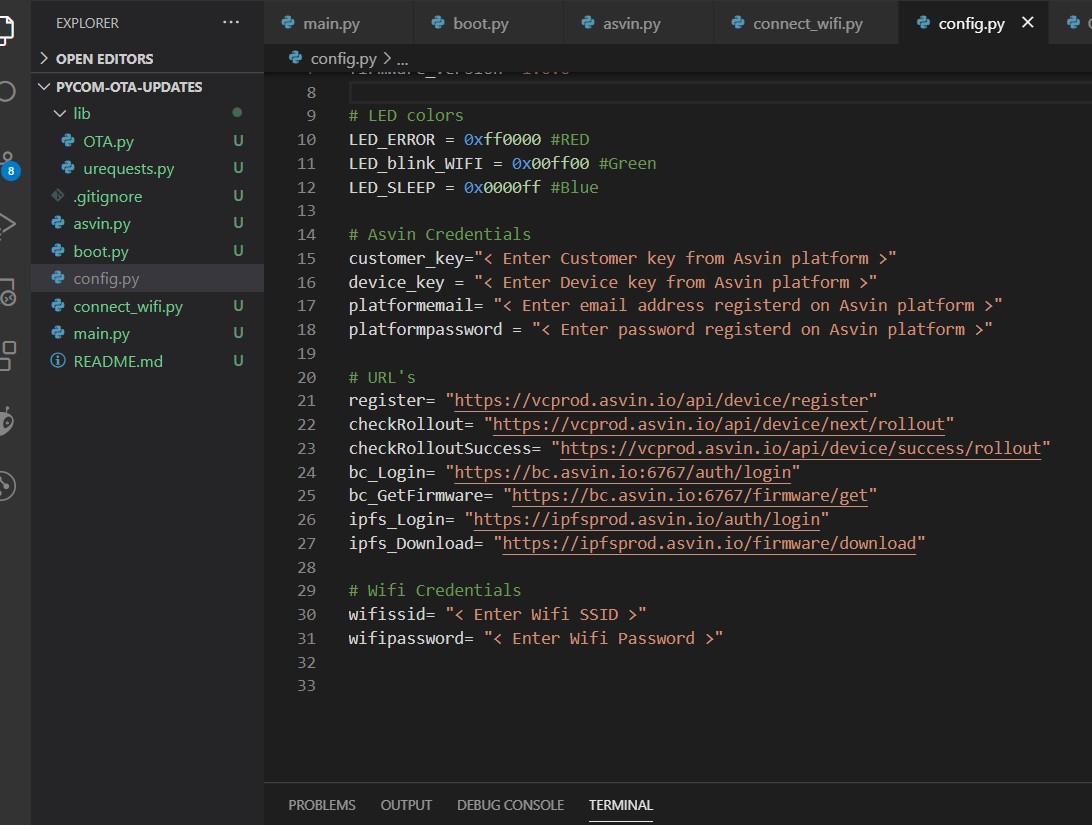 EXPLORER
OPEN EDITORS
PYCOM-OTA-UPDATES
lib
OTA.py U
urequests.py U
.gitignore U
asvin.py U
boot.py U
config.py
connect_wifi.py U
main.py U
README.md U
8
main.py boot.py asvin.py connect_wifi.py config.py
config.py > ...
8
9 # LED colors
10 LED_ERROR = 0xff0000 #RED
11 LED_blink_WIFI = 0x00ff00 #Green
12 LED_SLEEP = 0x0000ff #Blue
13
14 # Asvin Credentials
15 customer_key="< Enter Customer key from Asvin platform >"
16 device_key = "< Enter Device key from Asvin platform >"
17 platformemail= "< Enter email address registerd on Asvin platform >"
18 platformpassword = "< Enter password registerd on Asvin platform >"
19
20 # URL's
21 register= "https://vcprod.asvin.io/api/device/register"
22 checkRollout= "https://vcprod.asvin.io/api/device/next/rollout"
23 checkRolloutSuccess= "https://vcprod.asvin.io/api/device/success/rollout"
24 bc_Login= "https://bc.asvin.io:6767/auth/login"
25 bc_GetFirmware= "https://bc.asvin.io:6767/firmware/get"
26 ipfs_Login= "https://ipfsprod.asvin.io/auth/login"
27 ipfs_Download= "https://ipfsprod.asvin.io/firmware/download"
28
29 # Wifi Credentials
30 wifissid= "< Enter Wifi SSID >"
31 wifipassword= "< Enter Wifi Password >"
32
33
PROBLEMS OUTPUT DEBUG CONSOLE TERMINAL